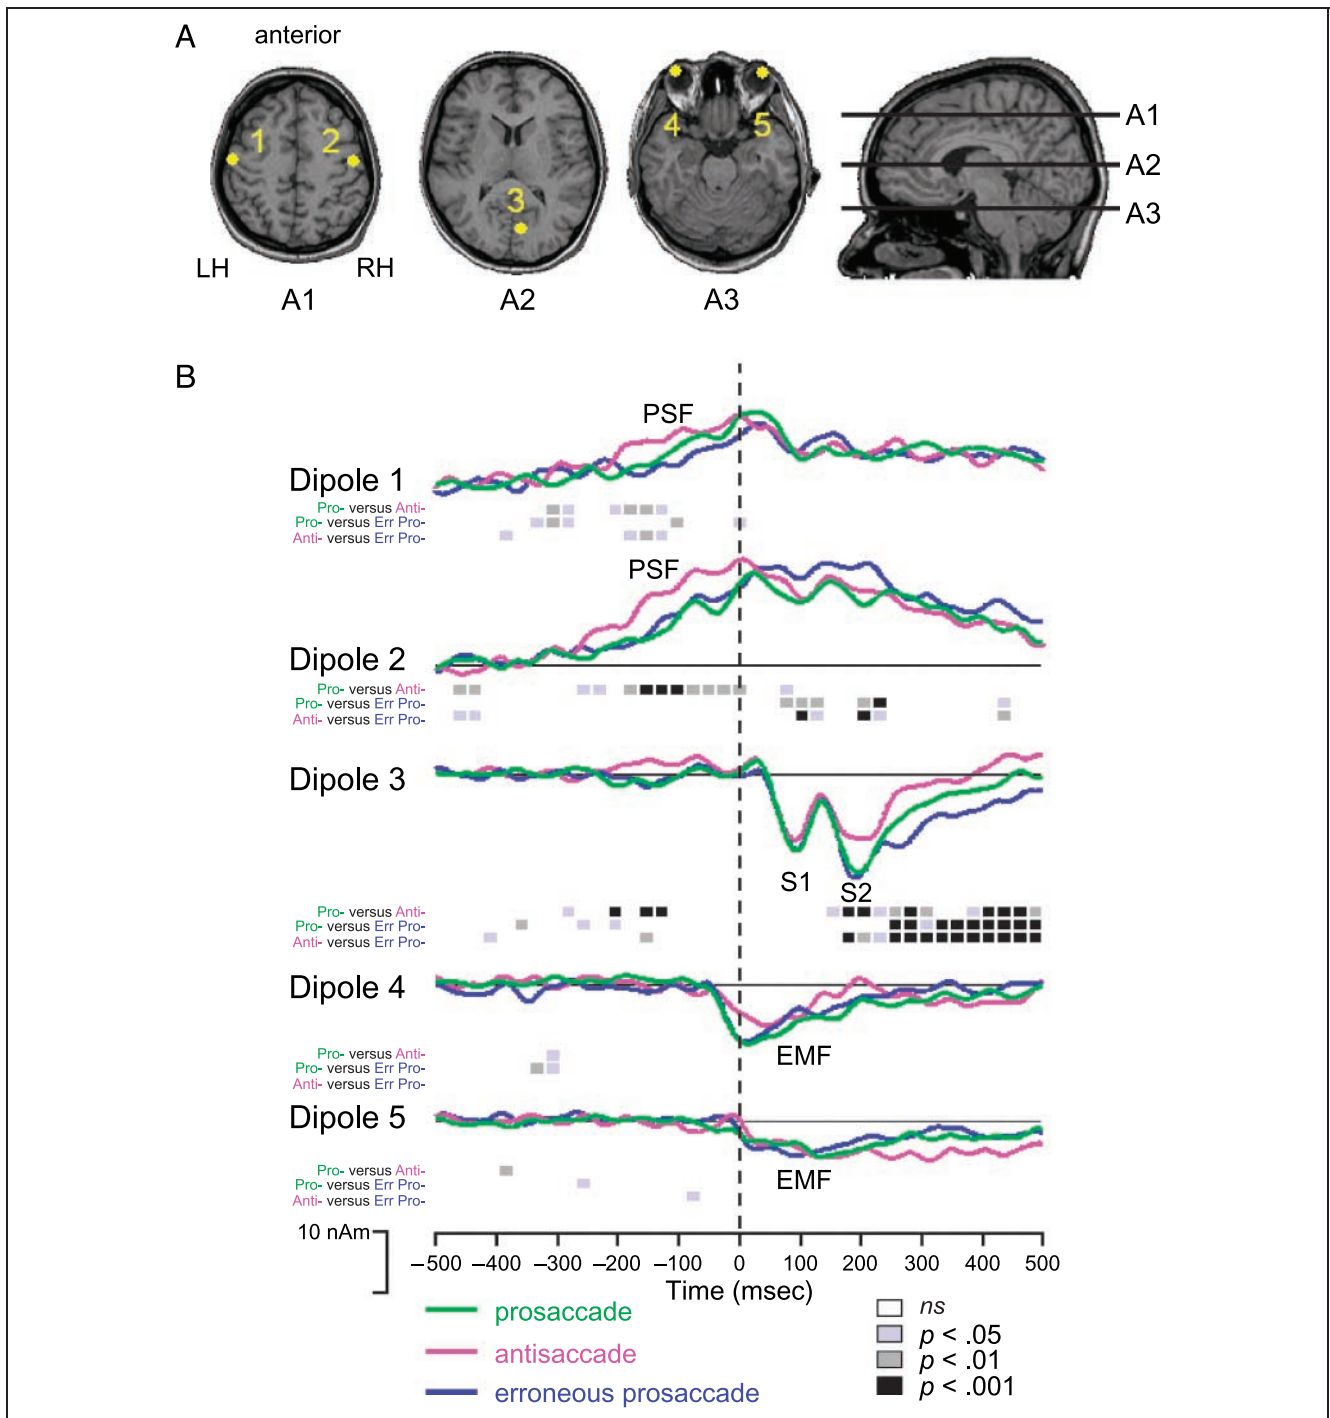 A
anterior
1
2
3
4
5
A1
A2
A3
LH
RH
A1
A2
A3
B
PSF
Dipole 1
Pro- versus Anti-
Pro- versus Err Pro-
Anti- versus Err Pro-
PSF
Dipole 2
Pro- versus Anti-
Pro- versus Err Pro-
Anti- versus Err Pro-
Dipole 3
S1
S2
Pro- versus Anti-
Pro- versus Err Pro-
Anti- versus Err Pro-
Dipole 4
EMF
Pro- versus Anti-
Pro- versus Err Pro-
Anti- versus Err Pro-
Dipole 5
EMF
Pro- versus Anti-
Pro- versus Err Pro-
Anti- versus Err Pro-
10 nAm
–500 –400 –300 –200 –100 0 100 200 300 400 500
Time (msec)
prosaccade
antisaccade
erroneous prosaccade
ns
p < .05
p < .01
p < .001